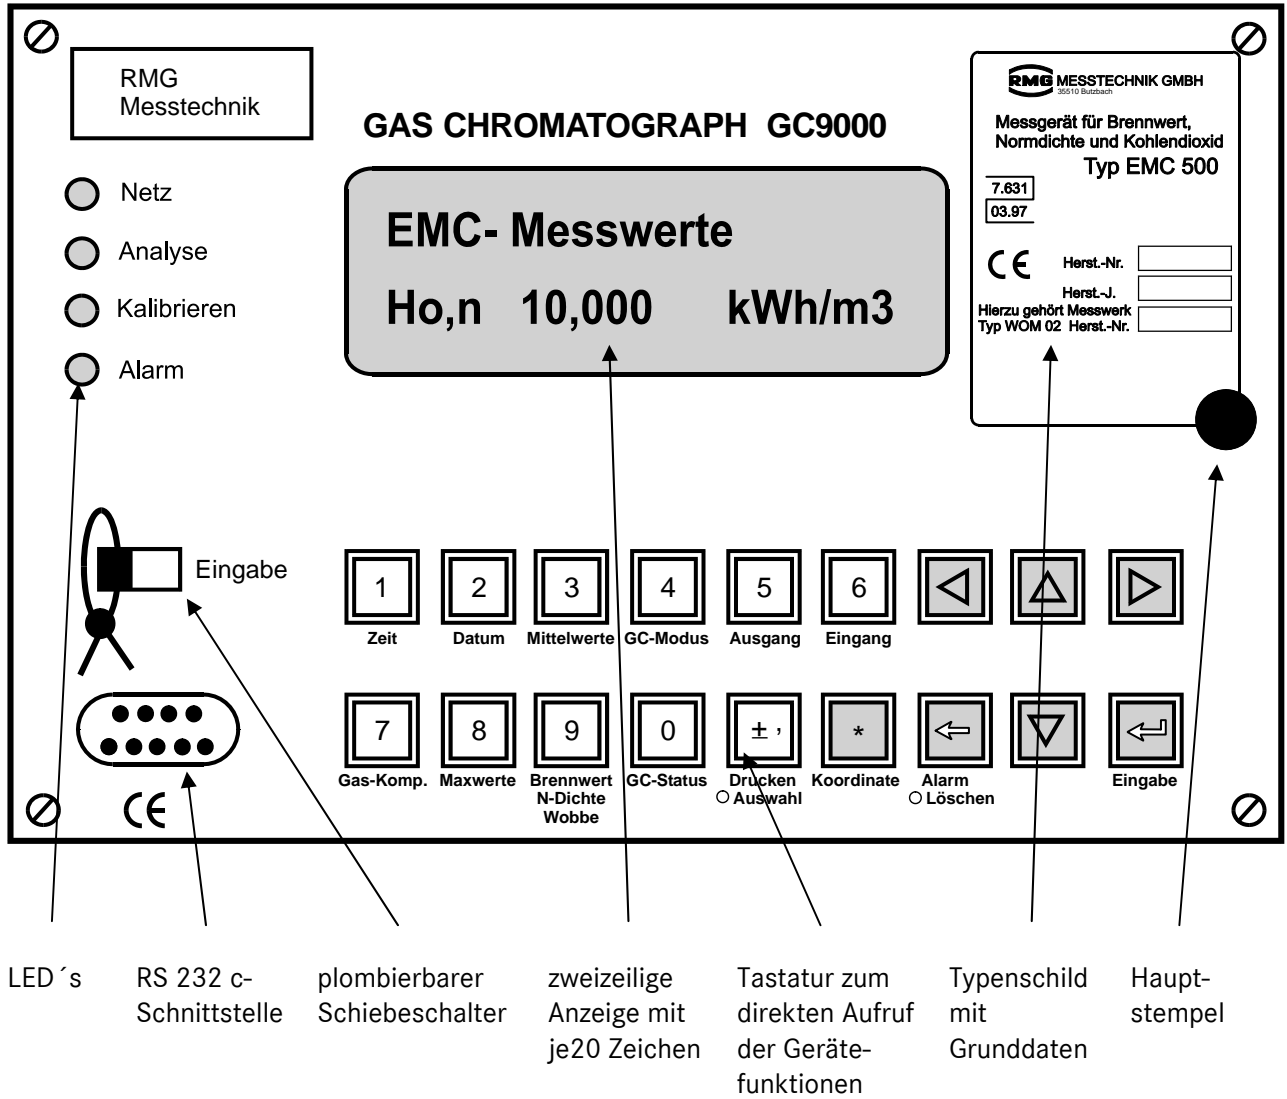 RMG
Messtechnik
GAS CHROMATOGRAPH GC9000
Netz
Analyse
Kalibrieren
Alarm
EMC- Messwerte
Ho,n 10,000 kWh/m3
RMG MESSTECHNIK GMBH
35510 Butzbach
Messgerät für Brennwert,
Normdichte und Kohlendioxid
Typ EMC 500
7.631
03.97
CE
Herst.-Nr.
Herst.-J.
Hierzu gehört Messwerk
Typ WOM 02 Herst.-Nr.
Eingabe
1 2 3 4 5 6
Zeit Datum Mittelwerte GC-Modus Ausgang Eingang
7 8 9 0 ± , *
Gas-Komp. Maxwerte Brennwert GC-Status Drucken Koordinate Alarm Eingabe
N-Dichte Auswahl Löschen
Wobbe
CE
LED´s
RS 232 c-
Schnittstelle
plombierbarer
Schiebeschalter
zweizeilige
Anzeige mit
je20 Zeichen
Tastatur zum
direkten Aufruf
der Geräte-
funktionen
Typenschild
mit
Grunddaten
Haupt-
stempel